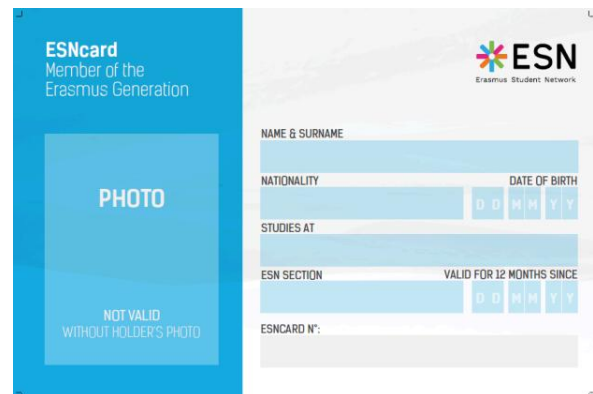 ESNcard
Member of the
Erasmus Generation
PHOTO
NOT VALID
WITHOUT HOLDER'S PHOTO
ESN
Erasmus Student Network
NAME & SURNAME
NATIONALITY DATE OF BIRTH
D D M M Y Y
STUDIES AT
ESN SECTION VALID FOR 12 MONTHS SINCE
D D M M Y Y
ESNCARD N°: